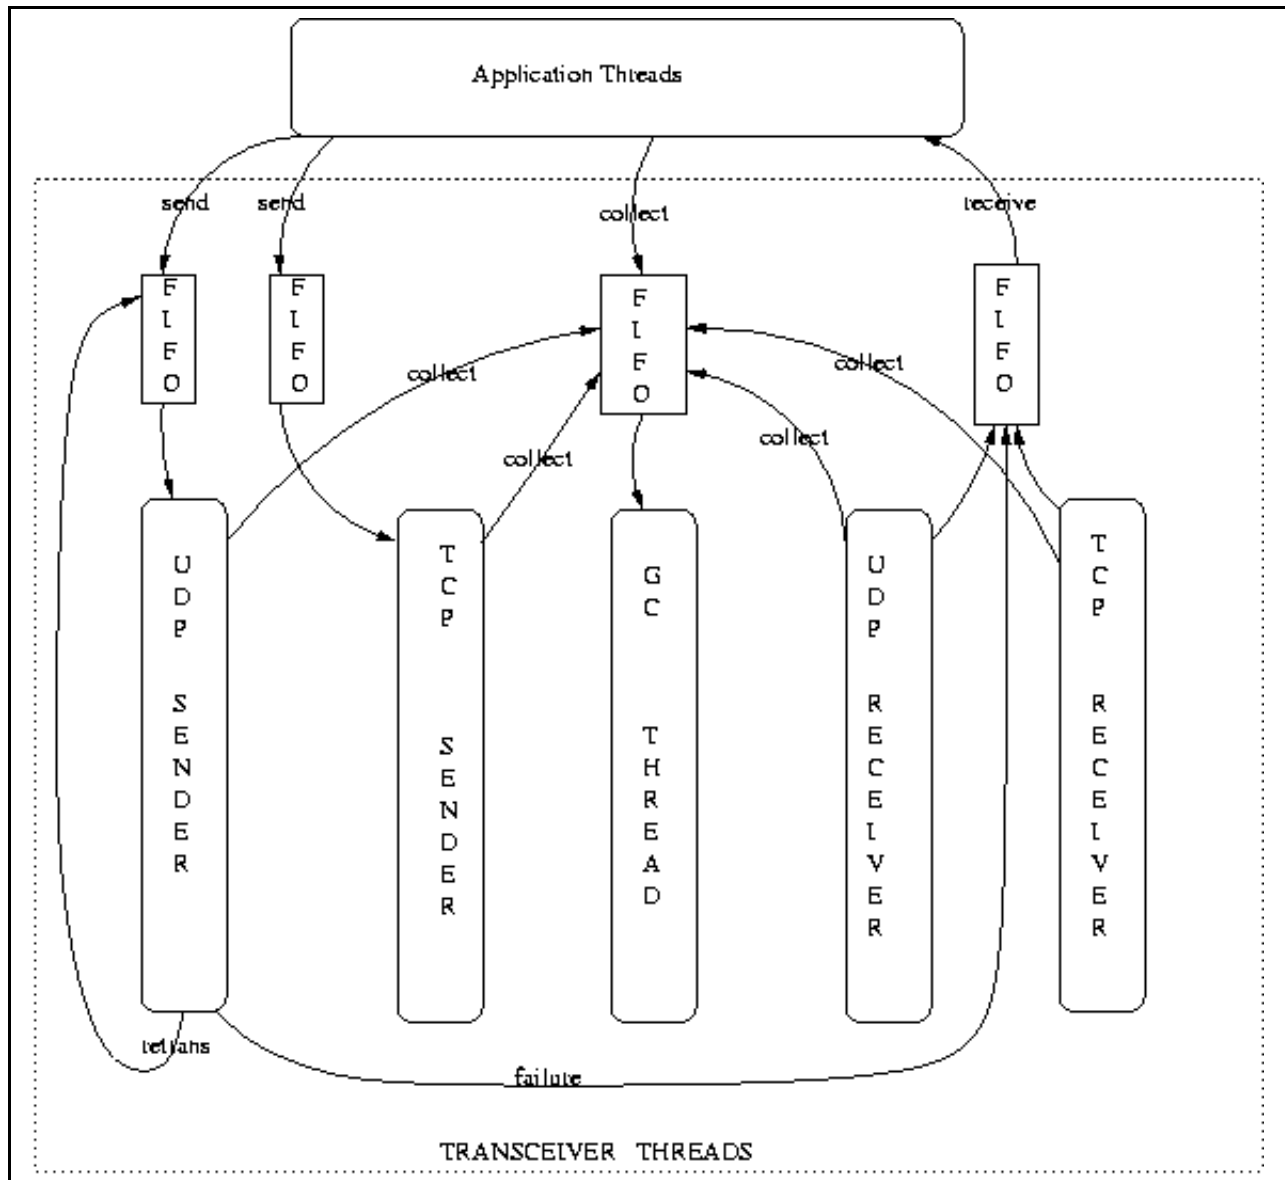 Application Threads
send
send
collect
receive
FIFO
FIFO
FIFO
FIFO
collect
collect
collect
collect
UDP SENDER
TCP SENDER
GC THREAD
UDP RECEIVER
TCP RECEIVER
retrans
failure
TRANSCEIVER THREADS